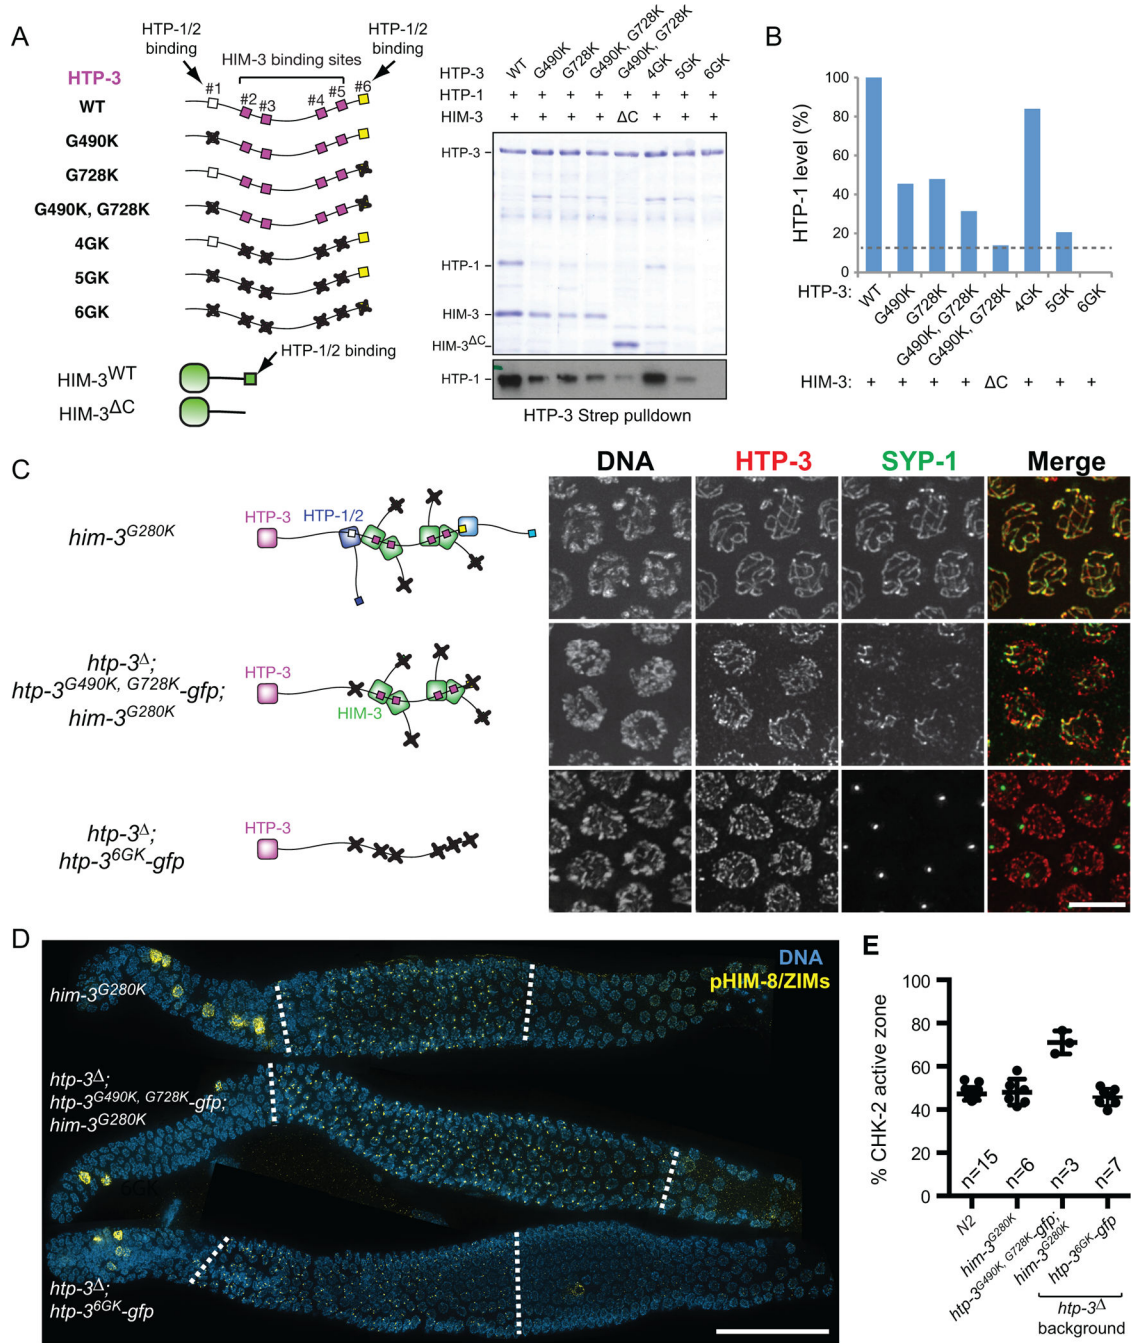 A
HTP-1/2
binding
HTP-1/2
binding
HIM-3 binding sites
HTP-3
#1
#2
#3
#4
#5
#6
WT
G490K
G728K
G490K, G728K
4GK
5GK
6GK
HTP-1/2 binding
HIM-3WT
HIM-3ΔC
HTP-3
WT
G490K
G728K
G490K, G728K
G490K, G728K
4GK
5GK
6GK
HTP-1
+ + + + + + + +
HIM-3
+ + + + ΔC + + +
HTP-3
HTP-1
HIM-3
HIM-3ΔC
HTP-1
HTP-3 Strep pulldown
B
HTP-1 level (%)
100
80
60
40
20
0
HTP-3:
WT
G490K
G728K
G490K, G728K
G490K, G728K
4GK
5GK
6GK
HIM-3: + + + + ΔC + + +
C
DNA
HTP-3
SYP-1
Merge
him-3G280K
HTP-3
HTP-1/2
htp-3Δ;
htp-3G490K, G728K-gfp;
him-3G280K
HTP-3
HIM-3
htp-3Δ;
htp-36GK-gfp
HTP-3
D
DNA
pHIM-8/ZIMs
him-3G280K
htp-3Δ;
htp-3G490K, G728K-gfp;
him-3G280K
6GK
htp-3Δ;
htp-36GK-gfp
E
% CHK-2 active zone
100
80
60
40
20
0
n=15
n=6
n=3
n=7
N2
him-3G280K
htp-3G490K, G728K-gfp;
him-3G280K
htp-36GK-gfp
htp-3Δ
background